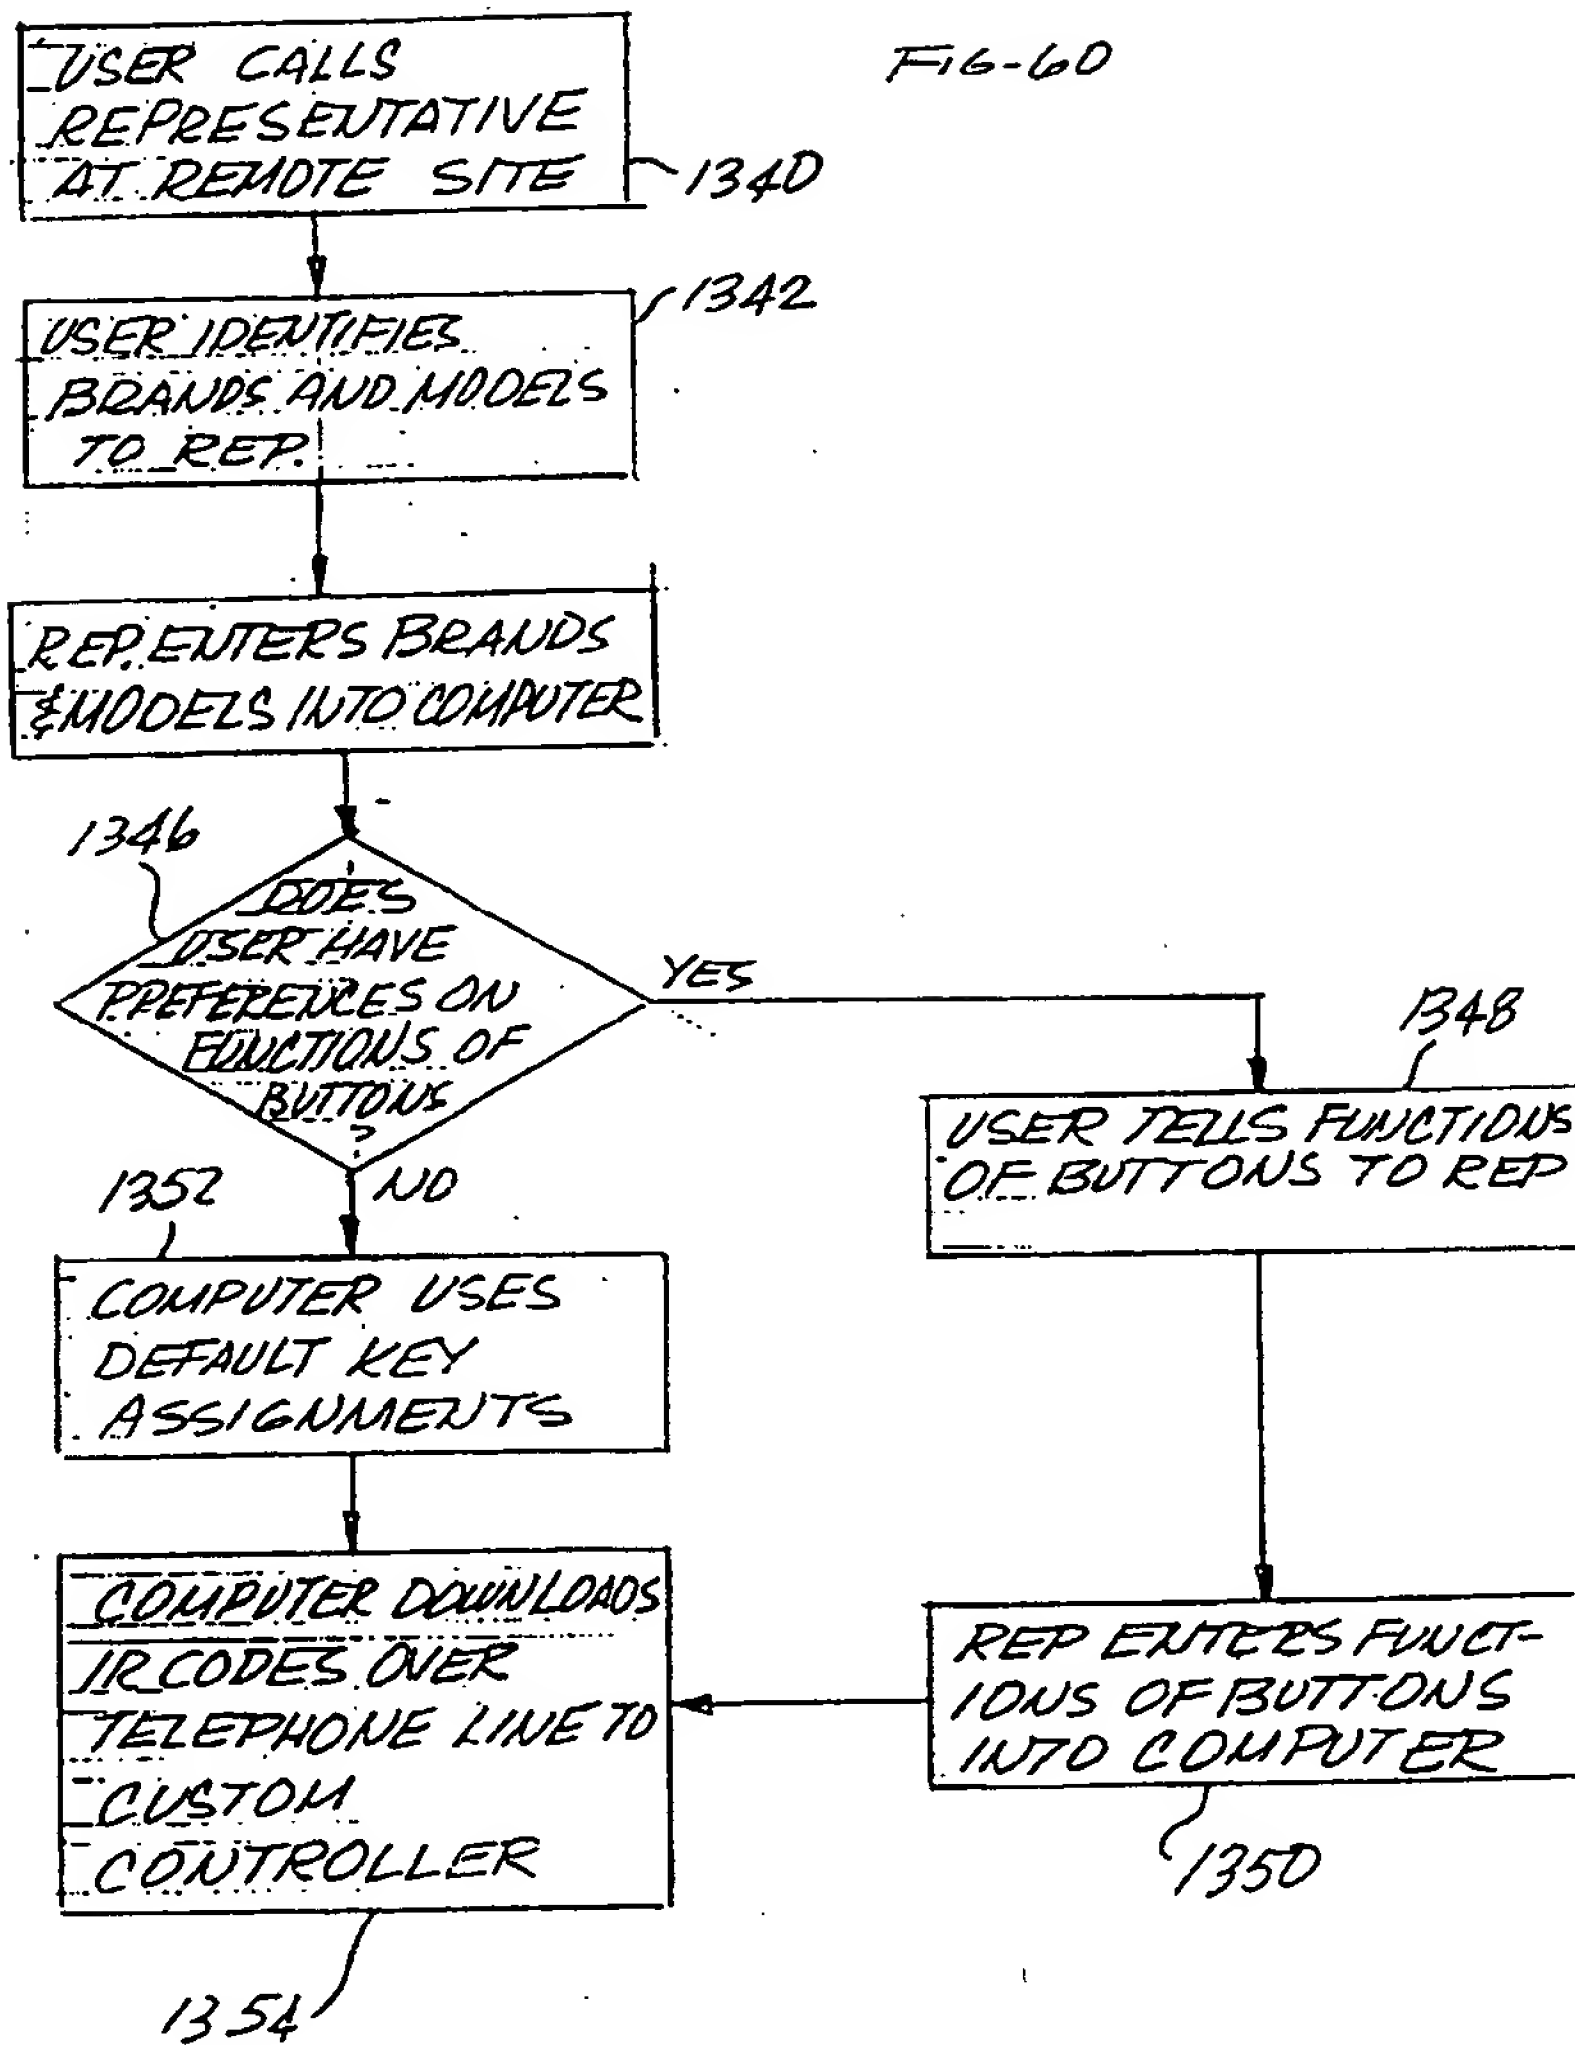 FIG-60
USER CALLS
REPRESENTATIVE
AT REMOTE SITE
1340
1342
USER IDENTIFIES
BRANDS AND MODELS
TO REP.
REP. ENTERS BRANDS
& MODELS INTO COMPUTER
1346
DOES
USER HAVE
PREFERENCES ON
FUNCTIONS OF
BUTTONS
?
YES
NO
1348
USER TELLS FUNCTIONS
OF BUTTONS TO REP
1352
COMPUTER USES
DEFAULT KEY
ASSIGNMENTS
COMPUTER DOWNLOADS
IR CODES OVER
TELEPHONE LINE TO
CUSTOM
CONTROLLER
1354
REP ENTERS FUNCT-
IONS OF BUTTONS
INTO COMPUTER
1350